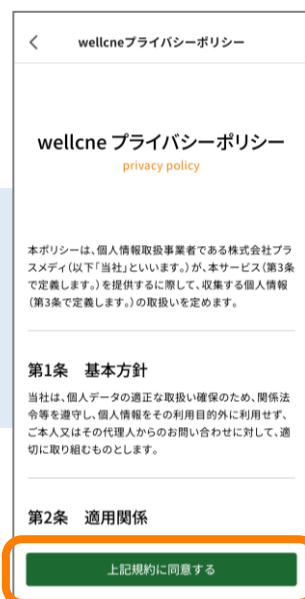 wellcneプライバシーポリシー
wellcne プライバシーポリシー
privacy policy
本ポリシーは、個人情報取扱事業者である株式会社プラ
スメディ（以下「当社」といいます。）が、本サービス（第3条
で定義します。）を提供するに際して、収集する個人情報
（第3条で定義します。）の取扱いを定めます。
第1条　基本方針
当社は、個人データの適正な取扱い確保のため、関係法
令等を遵守し、個人情報をその利用目的外に利用せず、
ご本人又はその代理人からのお問い合わせに対して、適
切に取り組むものとします。
第2条　適用関係
上記規約に同意する